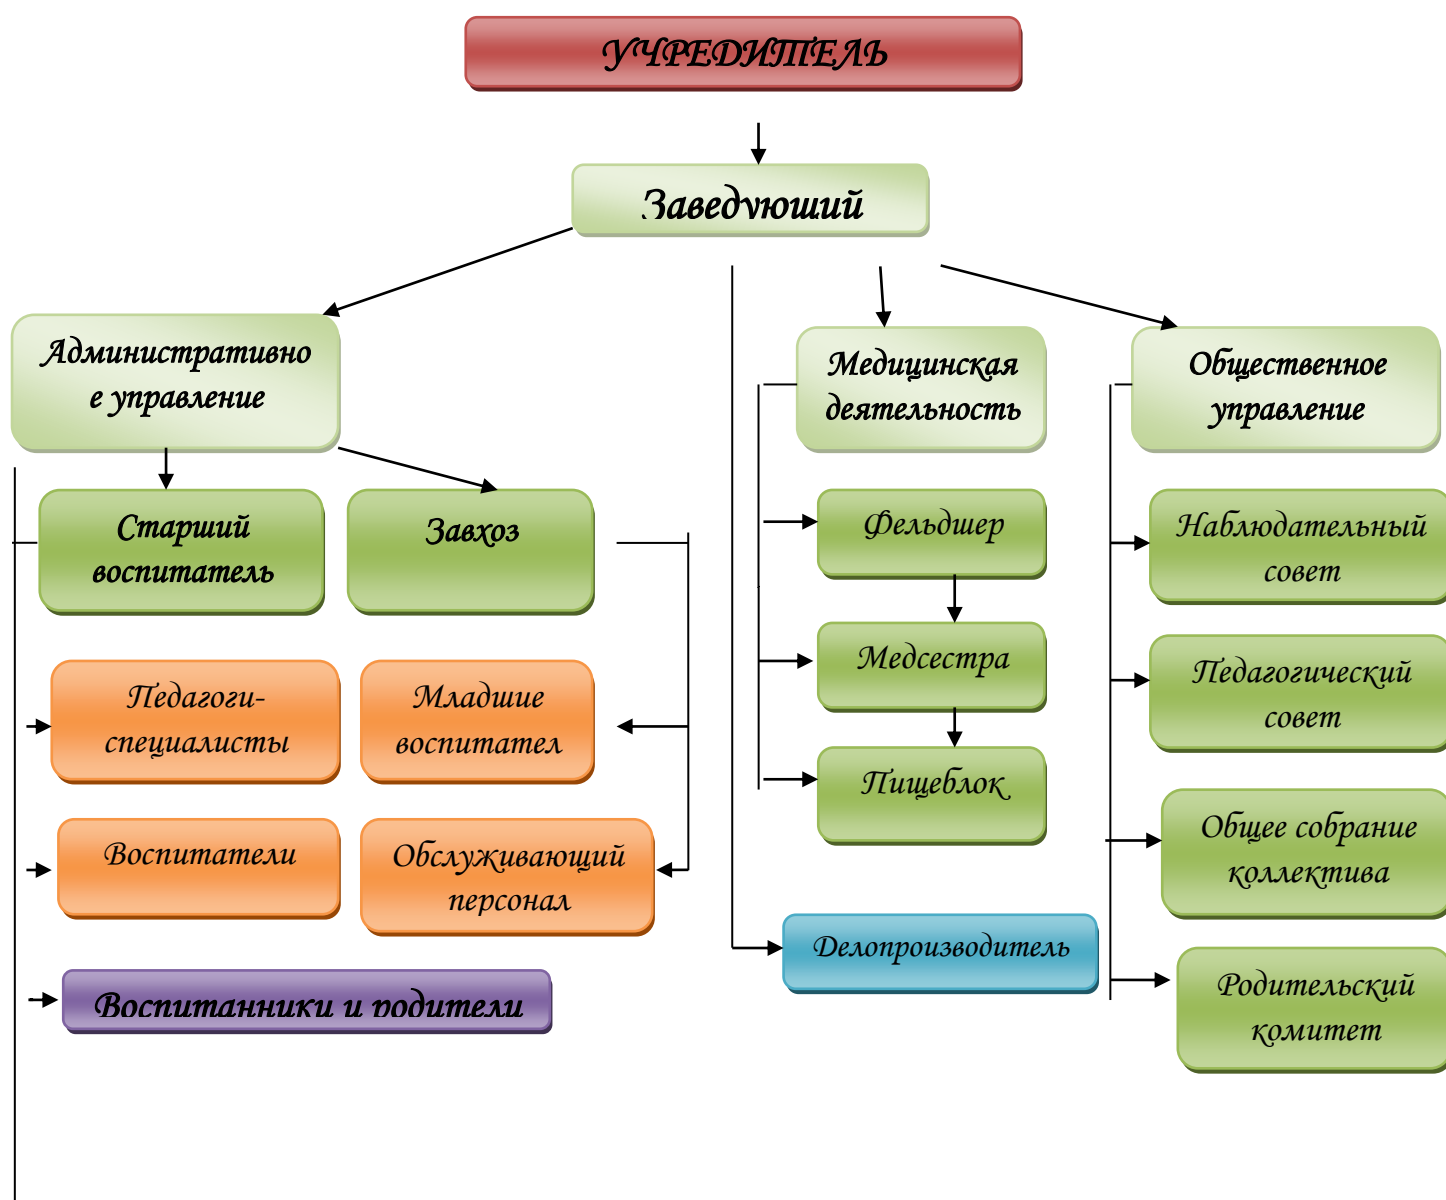 УЧРЕДИТЕЛЬ
Заведующий
Административно
е управление
Медицинская
деятельность
Общественное
управление
Старший
воспитатель
Завхоз
Фельдшер
Наблюдательный
совет
Педагоги-
специалисты
Младшие
воспитател
Медсестра
Педагогический
совет
Пищеблок
Воспитатели
Обслуживающий
персонал
Общее собрание
коллектива
Делопроизводитель
Воспитанники и родители
Родительский
комитет